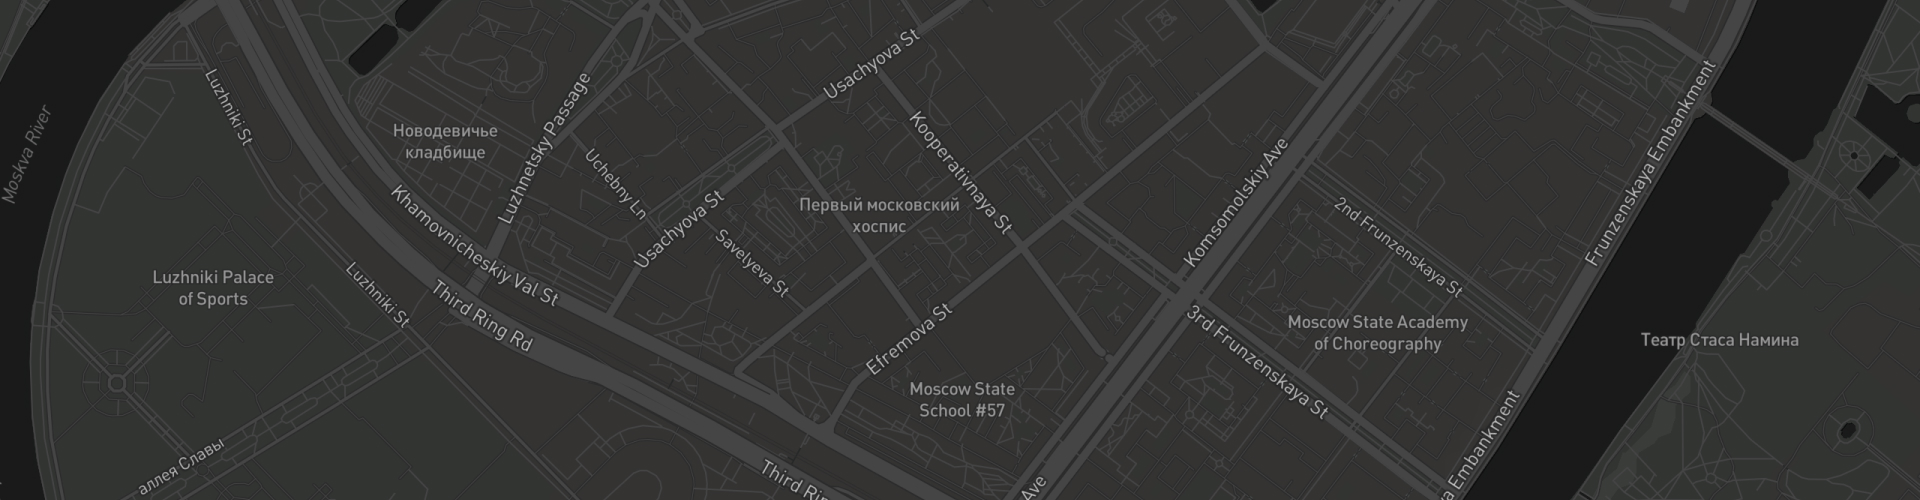 Usachyova St
Luzhniki St
Luzhnetsky Passage
Moskva River
Новодевичье
кладбище
Kooperativnaya St
Frunzenskaya Embankment
Uchebny Ln
Komsomolskiy Ave
Khamovnicheskiy Val St
Usachyova St
Первый московский
хоспис
2nd Frunzenskaya St
Savelyeva St
Luzhniki Palace
of Sports
Luzhniki St
Third Ring Rd
Efremova St
3rd Frunzenskaya St
Moscow State Academy
of Choreography
Театр Стаса Намина
Moscow State
School #57
аллея Славы
Third Rin
Ave
a Embankment